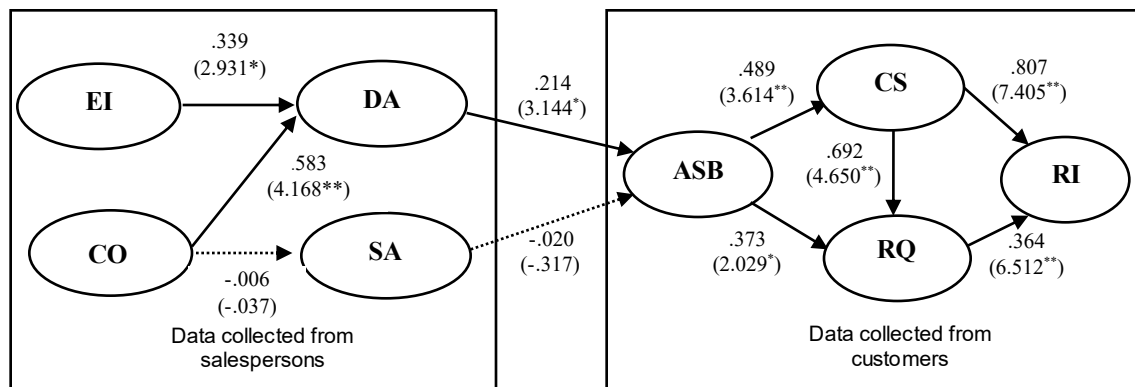 .339
(2.931*)
EI
DA
.583
(4.168**)
CO
SA
-.006
(-.037)
Data collected from
salespersons
.214
(3.144*)
-.020
(-.317)
ASB
.489
(3.614**)
CS
.807
(7.405**)
.692
(4.650**)
RI
.373
(2.029*)
RQ
.364
(6.512**)
Data collected from
customers